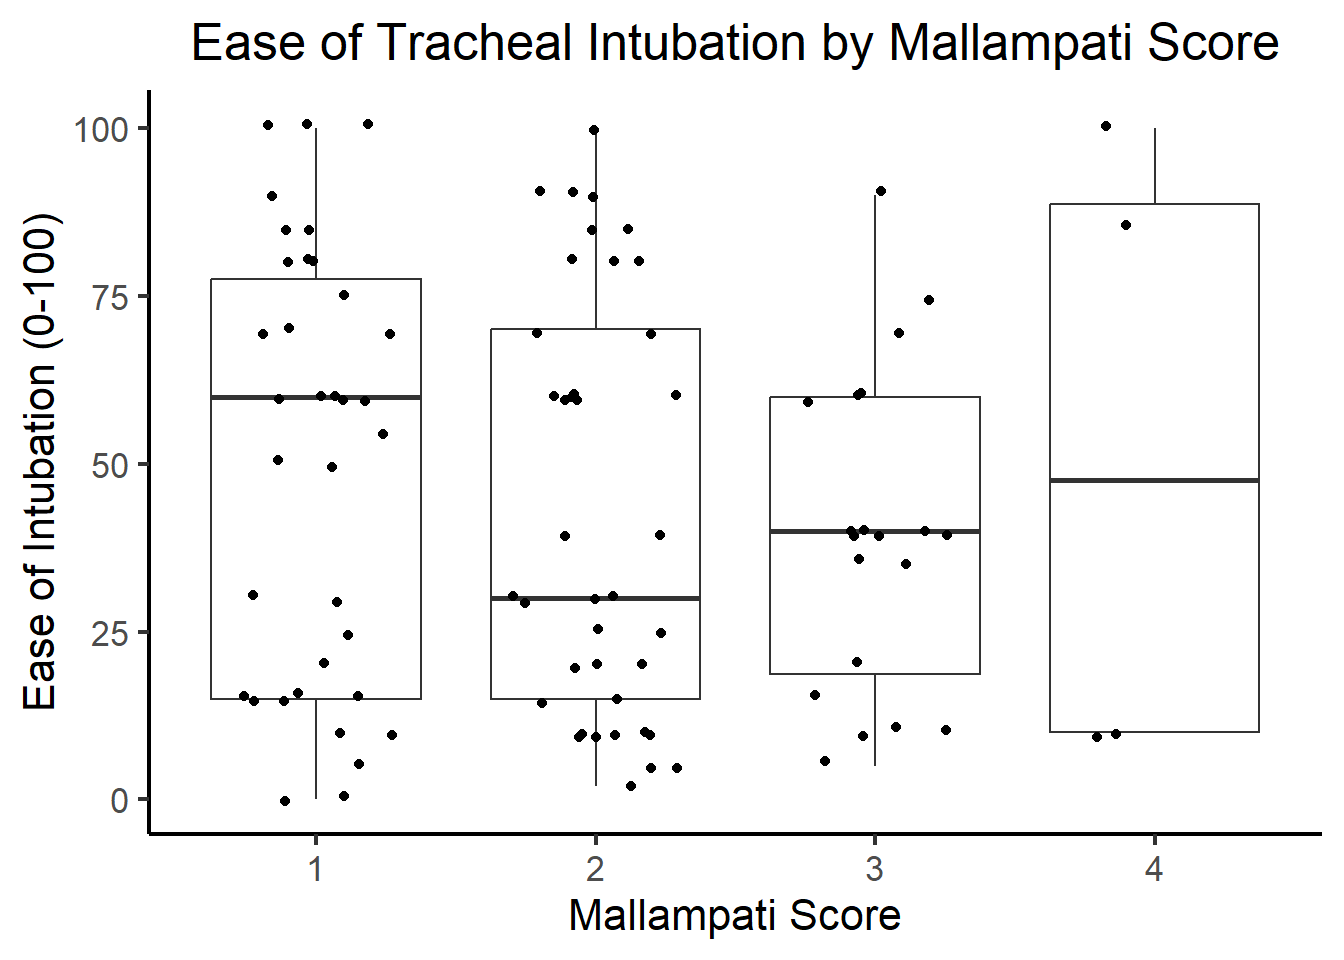 Ease of Tracheal Intubation by Mallampati Score
Ease of Intubation (0-100)
100
75
50
25
0
1 2 3 4
Mallampati Score